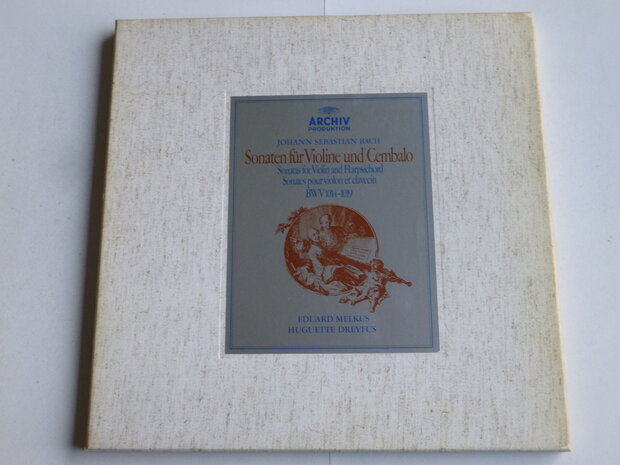 ARCHIV
PRODUKTION
JOHANN SEBASTIAN BACH
Sonaten für Violine und Cembalo
Sonatas for Violin and Harpsichord
Sonates pour violon et clavecin
BWV 1014-1019
EDUARD MELKUS
HUGUETTE DREYFUS